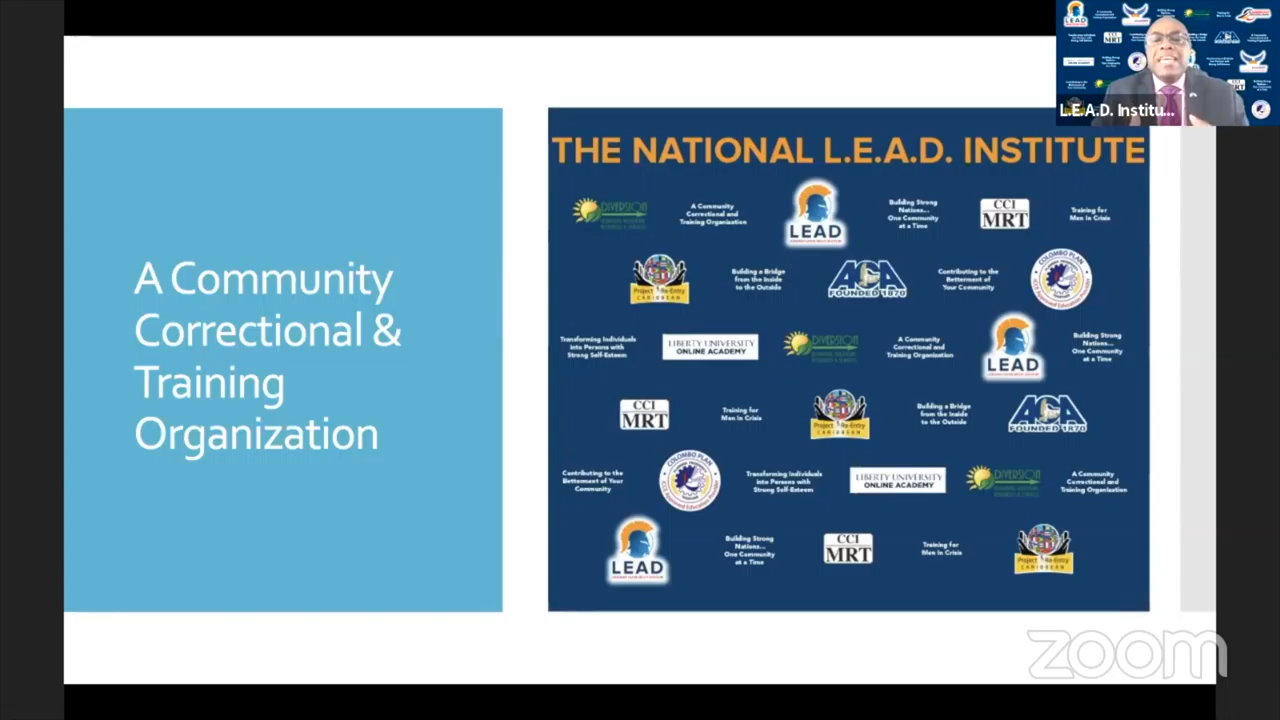 A Community
Correctional &
Training
Organization
THE NATIONAL L.E.A.D. INSTITUTE
DIVERSION
A Community
Correctional and
Training Organization
LEAD
Building Strong
Nations...
One Community
at a Time
CCI
MRT
Training for
Men In Crisis
Project Re-Entry
CARIBBEAN
Building a Bridge
from the Inside
to the Outside
ACA
FOUNDED 1870
Contributing to the
Betterment of
Your Community
COLOMBO PLAN
Transforming Individuals
into Persons with
Strong Self-Esteem
LIBERTY UNIVERSITY
ONLINE ACADEMY
DIVERSION
A Community
Correctional and
Training Organization
LEAD
Building Strong
Nations...
One Community
at a Time
CCI
MRT
Training for
Men In Crisis
Project Re-Entry
CARIBBEAN
Building a Bridge
from the Inside
to the Outside
ACA
FOUNDED 1870
Contributing to the
Betterment of Your
Community
COLOMBO PLAN
Transforming Individuals
into Persons with
Strong Self-Esteem
LIBERTY UNIVERSITY
ONLINE ACADEMY
DIVERSION
A Community
Correctional and
Training Organization
LEAD
Building Strong
Nations...
One Community
at a Time
CCI
MRT
Training for
Men In Crisis
Project Re-Entry
CARIBBEAN
L.E.A.D. Institu...
zoom